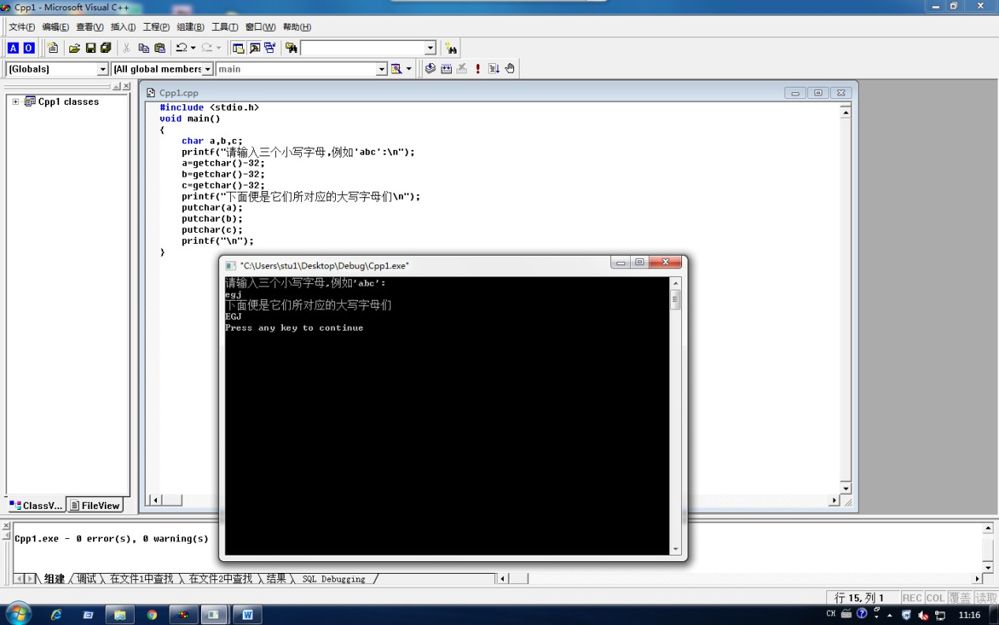 Cpp1 - Microsoft Visual C++
文件(F) 编辑(E) 查看(V) 插入(I) 工程(P) 组建(B) 工具(T) 窗口(W) 帮助(H)
A O
(Globals) (All global members main
Cpp1 classes
Cpp1.cpp
#include <stdio.h>
void main()
{
char a,b,c;
printf("请输入三个小写字母,例如'abc':\n");
a=getchar()-32;
b=getchar()-32;
c=getchar()-32;
printf("下面便是它们所对应的大写字母们\n");
putchar(a);
putchar(b);
putchar(c);
printf("\n");
}
"C:\Users\stu1\Desktop\Debug\Cpp1.exe"
请输入三个小写字母,例如'abc':
egj
下面便是它们所对应的大写字母们
EGJ
Press any key to continue
ClassV... FileView
Cpp1.exe - 0 error(s), 0 warning(s)
组建 调试 在文件1中查找 在文件2中查找 结果 SQL Debugging
行 15, 列 1 REC COL 覆盖 读取
CH 11:16